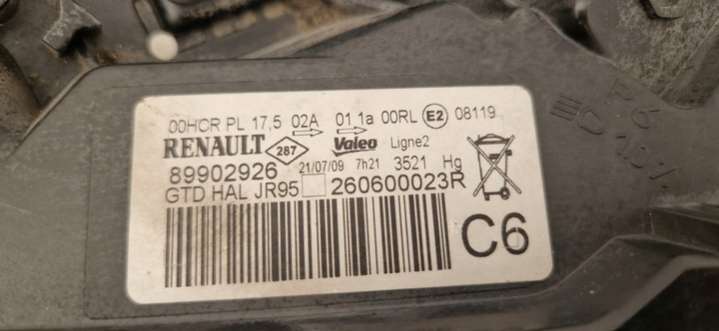 00HCR PL 17,5 02A 01 1a 00RL E2 08119
RENAULT 287 Valeo Ligne2
89902926 21/07/09 7h21 3521 Hg
GTD HAL JR95 260600023R
C6